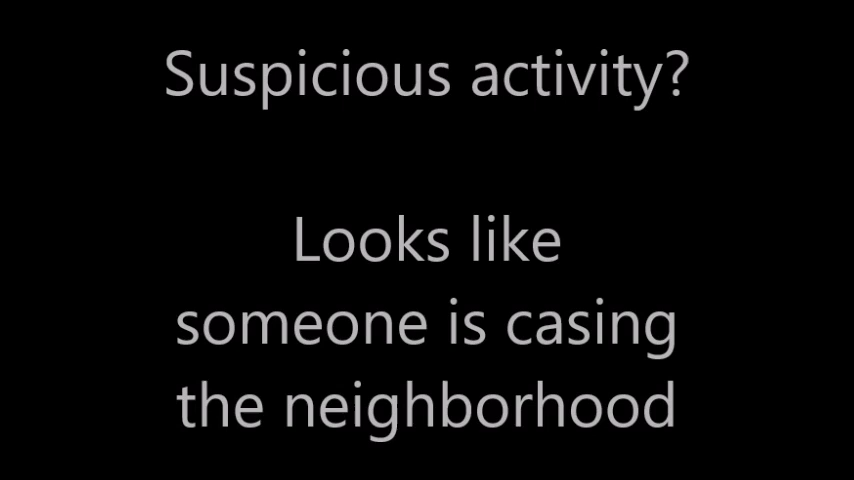 Suspicious activity?
Looks like
someone is casing
the neighborhood